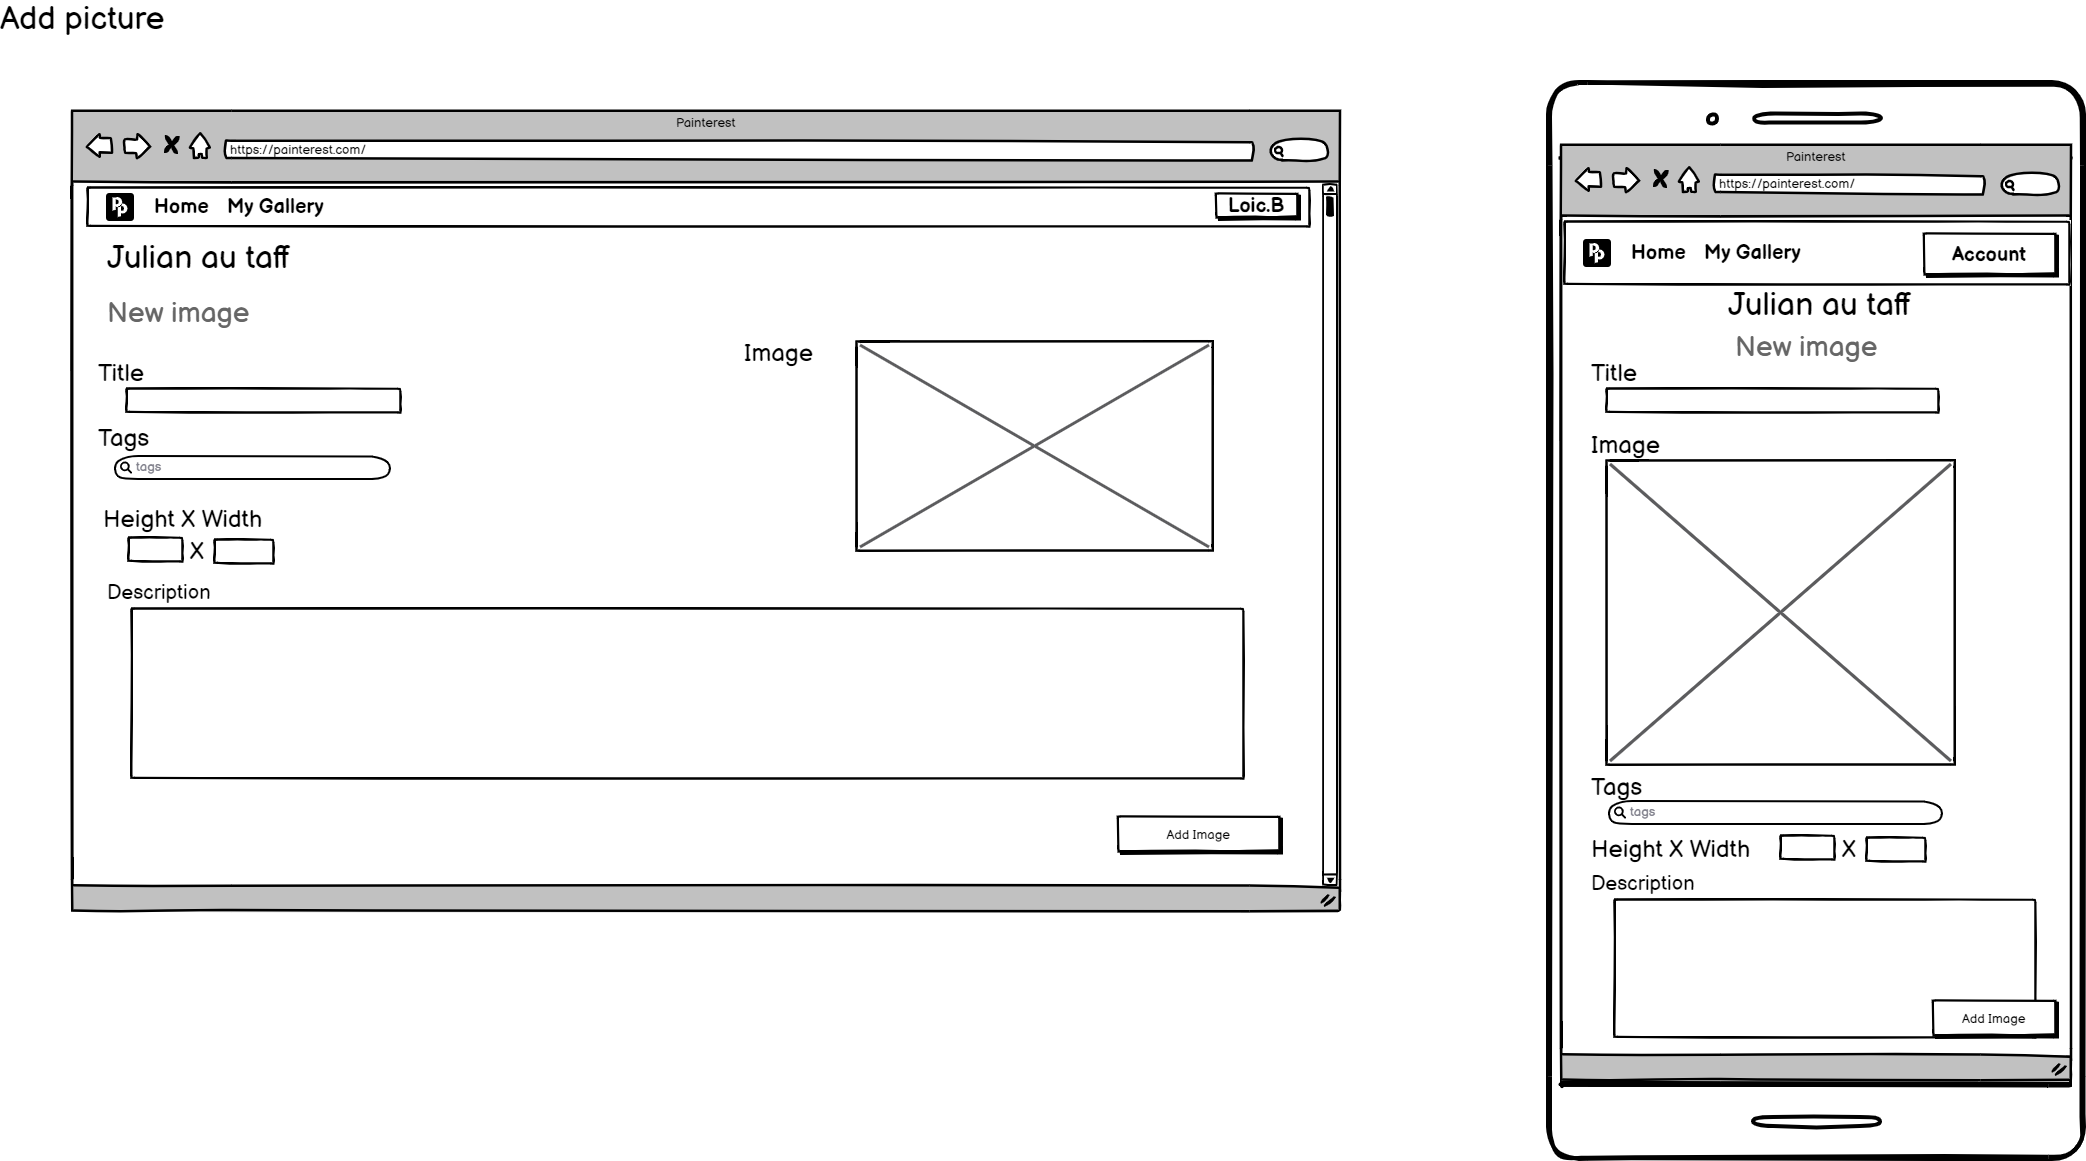 Add picture
Painterest
https://painterest.com/
Pp Home My Gallery Loic.B
Julian au taff
New image
Title
Tags
tags
Height X Width
X
Image
Description
Add Image
Painterest
https://painterest.com/
Pp Home My Gallery Account
Julian au taff
New image
Title
Image
Tags
tags
Height X Width X
Description
Add Image